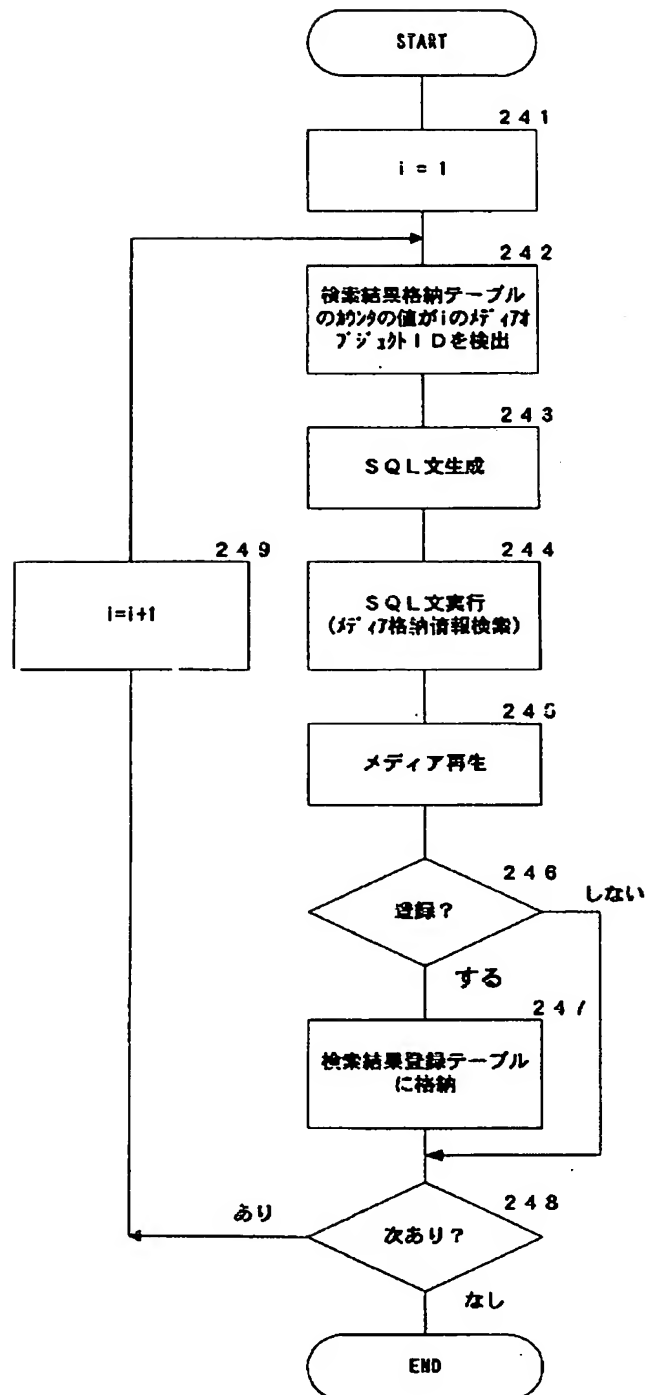 START
241
i = 1
242
検索結果格納テーブル
のｶｳﾝﾀの値がiのﾒﾃﾞｨｱｵ
ﾌﾞｼﾞｪｸﾄＩＤを検出
243
ＳＱＬ文生成
249
i=i+1
244
ＳＱＬ文実行
(ﾒﾃﾞｨｱ格納情報検索)
245
メディア再生
246
登録？
しない
する
247
検索結果登録テーブル
に格納
248
あり
次あり？
なし
END